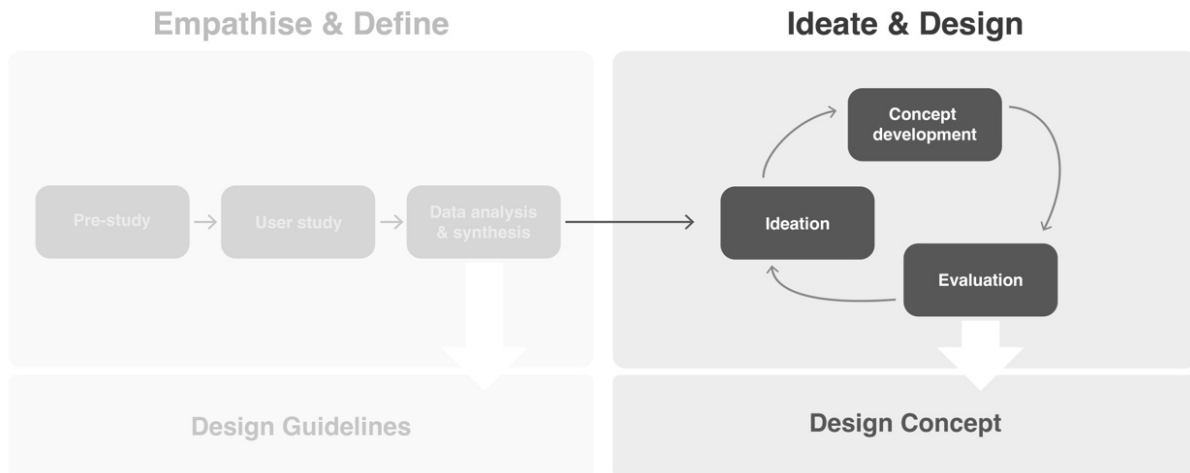 Empathise & Define
Ideate & Design
Concept
development
Pre-study
User study
Data analysis
& synthesis
Ideation
Evaluation
Design Guidelines
Design Concept